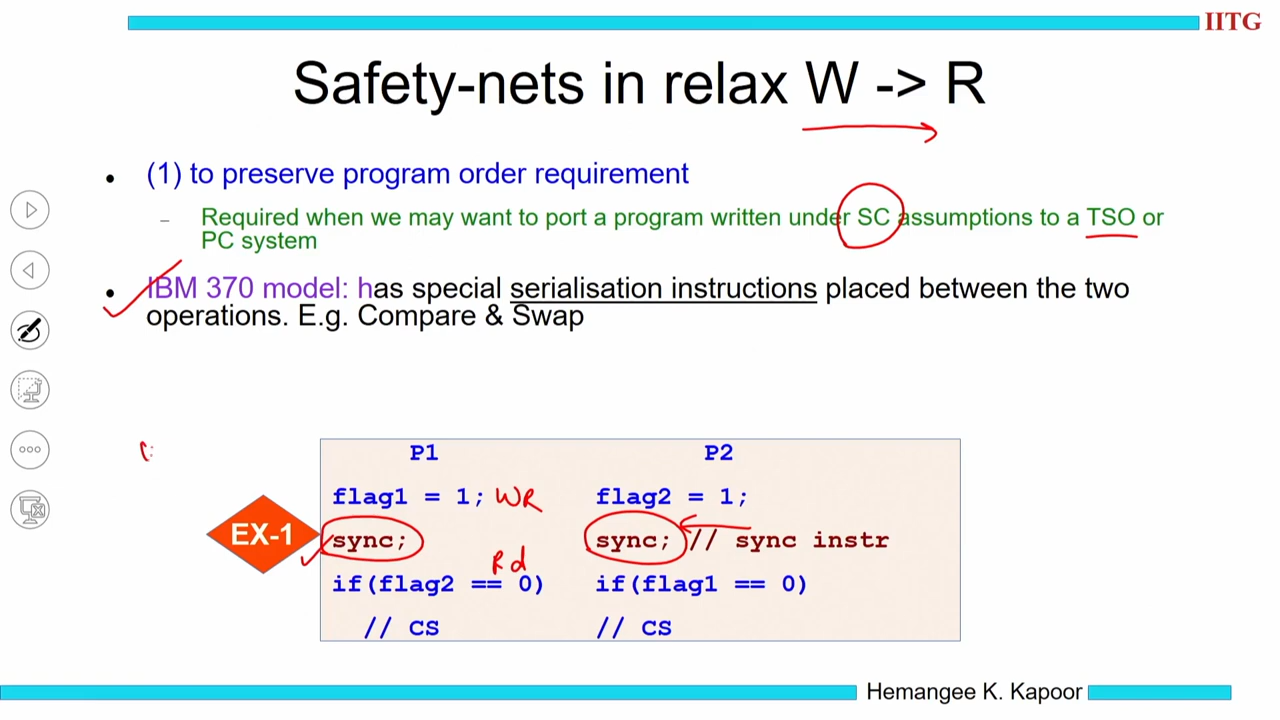 IITG
Safety-nets in relax W -> R
• (1) to preserve program order requirement
– Required when we may want to port a program written under SC assumptions to a TSO or
PC system
• IBM 370 model: has special serialisation instructions placed between the two
operations. E.g. Compare & Swap
P1 P2
flag1 = 1; WR flag2 = 1;
EX-1 sync; sync; // sync instr
Rd
if(flag2 == 0) if(flag1 == 0)
// CS // CS
Hemangee K. Kapoor